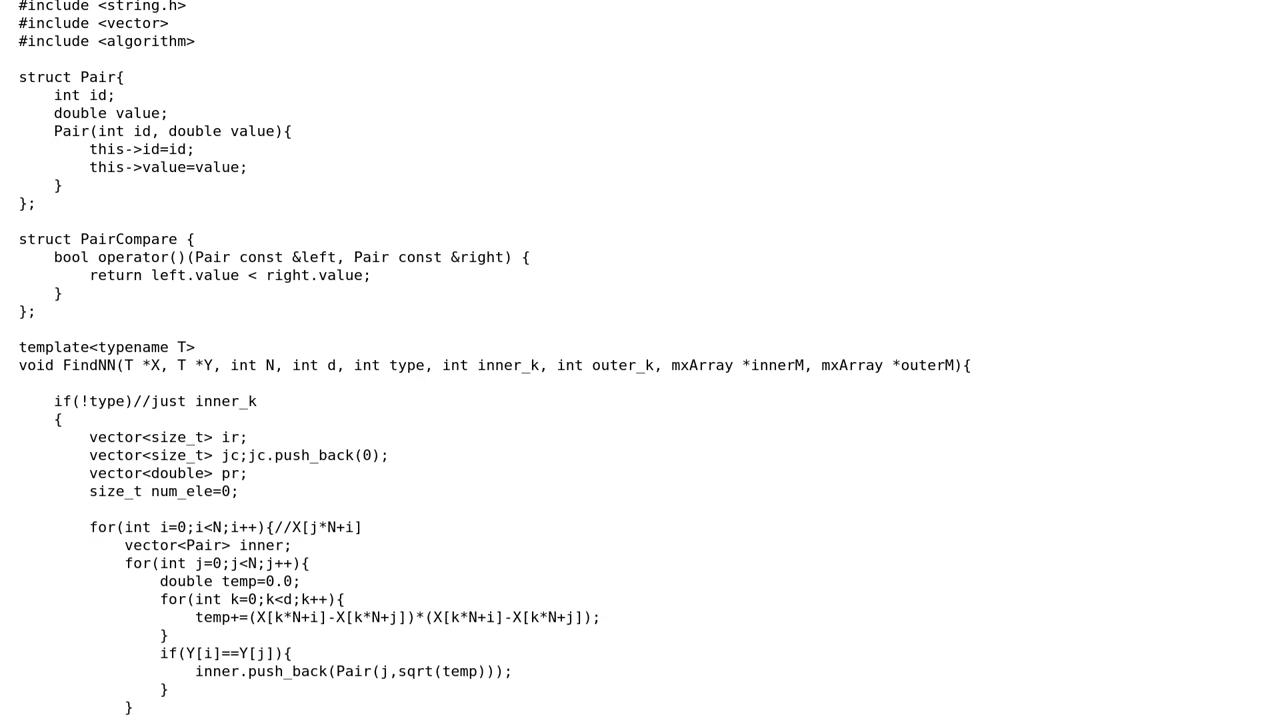 #include <string.h>
#include <vector>
#include <algorithm>

struct Pair{
    int id;
    double value;
    Pair(int id, double value){
        this->id=id;
        this->value=value;
    }
};

struct PairCompare {
    bool operator()(Pair const &left, Pair const &right) {
        return left.value < right.value;
    }
};

template<typename T>
void FindNN(T *X, T *Y, int N, int d, int type, int inner_k, int outer_k, mxArray *innerM, mxArray *outerM){

    if(!type)//just inner_k
    {
        vector<size_t> ir;
        vector<size_t> jc;jc.push_back(0);
        vector<double> pr;
        size_t num_ele=0;

        for(int i=0;i<N;i++){//X[j*N+i]
            vector<Pair> inner;
            for(int j=0;j<N;j++){
                double temp=0.0;
                for(int k=0;k<d;k++){
                    temp+=(X[k*N+i]-X[k*N+j])*(X[k*N+i]-X[k*N+j]);
                }
                if(Y[i]==Y[j]){
                    inner.push_back(Pair(j,sqrt(temp)));
                }
            }